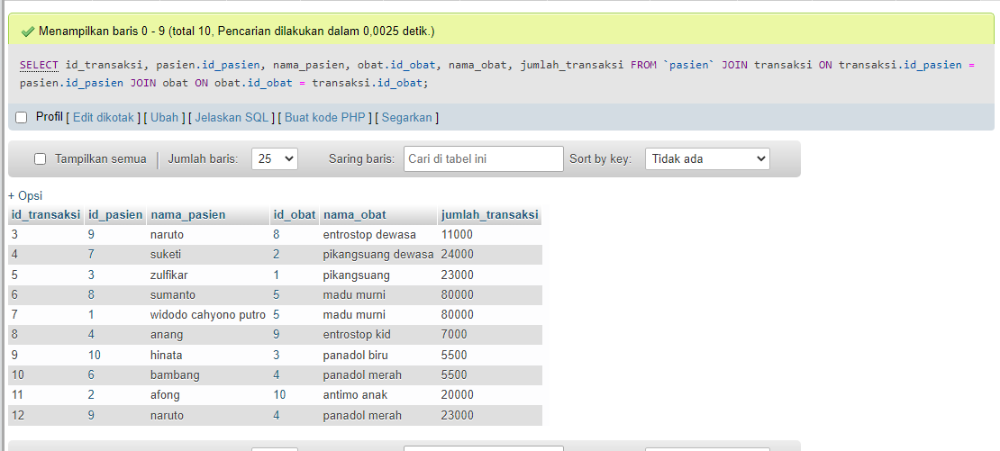 Menampilkan baris 0 - 9 (total 10, Pencarian dilakukan dalam 0,0025 detik.)
SELECT id_transaksi, pasien.id_pasien, nama_pasien, obat.id_obat, nama_obat, jumlah_transaksi FROM `pasien` JOIN transaksi ON transaksi.id_pasien =
pasien.id_pasien JOIN obat ON obat.id_obat = transaksi.id_obat;
Profil [ Edit dikotak ] [ Ubah ] [ Jelaskan SQL ] [ Buat kode PHP ] [ Segarkan ]
Tampilkan semua | Jumlah baris: 25 Saring baris: Cari di tabel ini Sort by key: Tidak ada
+ Opsi
id_transaksi id_pasien nama_pasien id_obat nama_obat jumlah_transaksi
3 9 naruto 8 entrostop dewasa 11000
4 7 suketi 2 pikangsuang dewasa 24000
5 3 zulfikar 1 pikangsuang 23000
6 8 sumanto 5 madu murni 80000
7 1 widodo cahyono putro 5 madu murni 80000
8 4 anang 9 entrostop kid 7000
9 10 hinata 3 panadol biru 5500
10 6 bambang 4 panadol merah 5500
11 2 afong 10 antimo anak 20000
12 9 naruto 4 panadol merah 23000